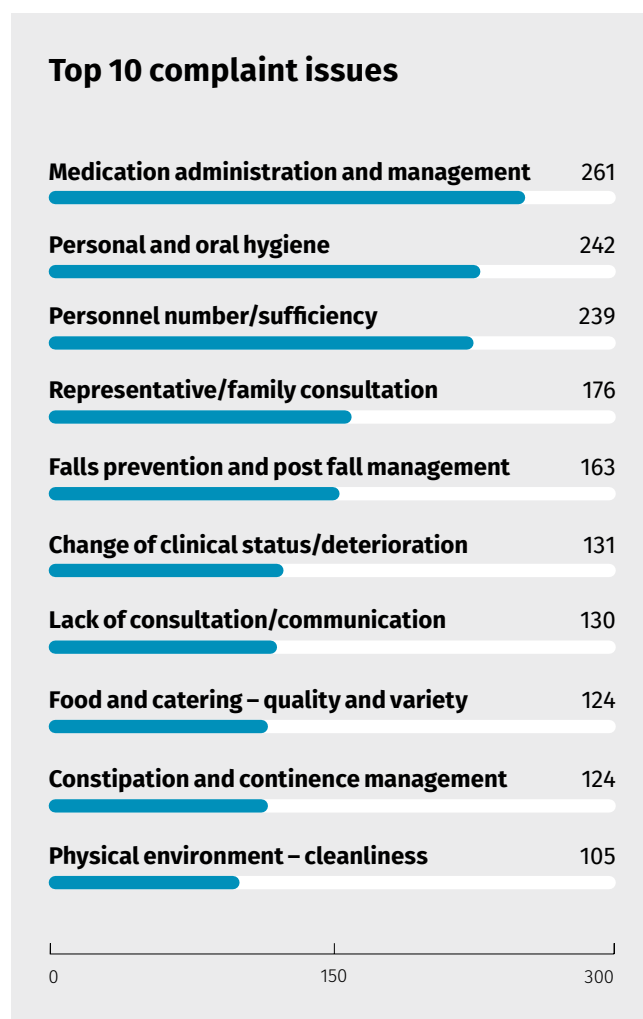 Top 10 complaint issues
Medication administration and management 261
Personal and oral hygiene 242
Personnel number/sufficiency 239
Representative/family consultation 176
Falls prevention and post fall management 163
Change of clinical status/deterioration 131
Lack of consultation/communication 130
Food and catering – quality and variety 124
Constipation and continence management 124
Physical environment – cleanliness 105
0 150 300